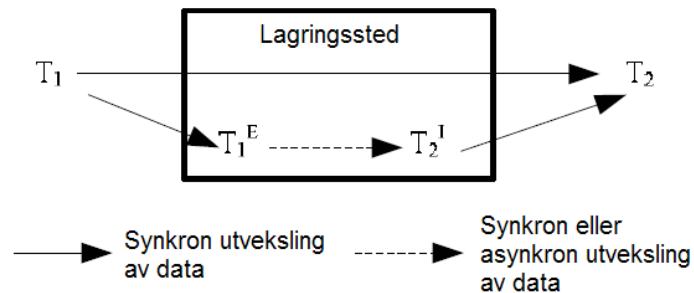 Lagringssted
T₁ T₂
T₁ᴱ T₂ᴵ
Synkron utveksling
av data
Synkron eller
asynkron utveksling
av data